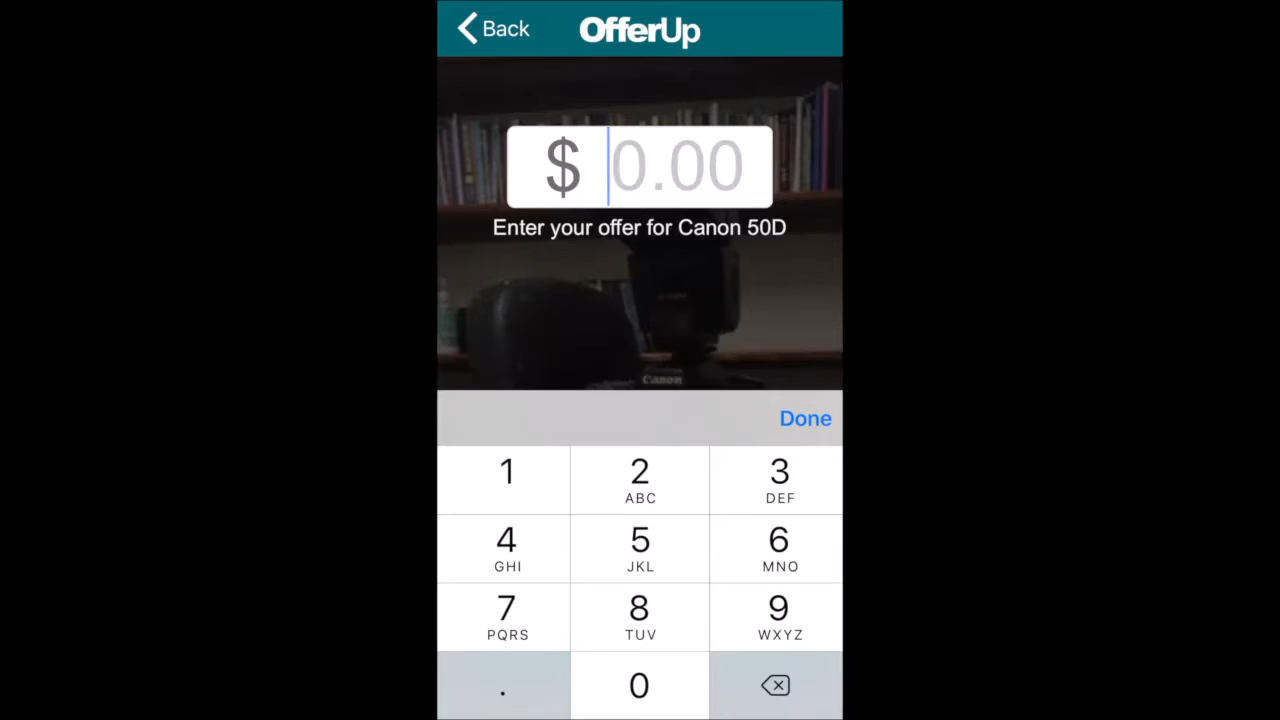 Back
OfferUp
$ 0.00
Enter your offer for Canon 50D
Canon
Done
1
2
ABC
3
DEF
4
GHI
5
JKL
6
MNO
7
PQRS
8
TUV
9
WXYZ
.
0